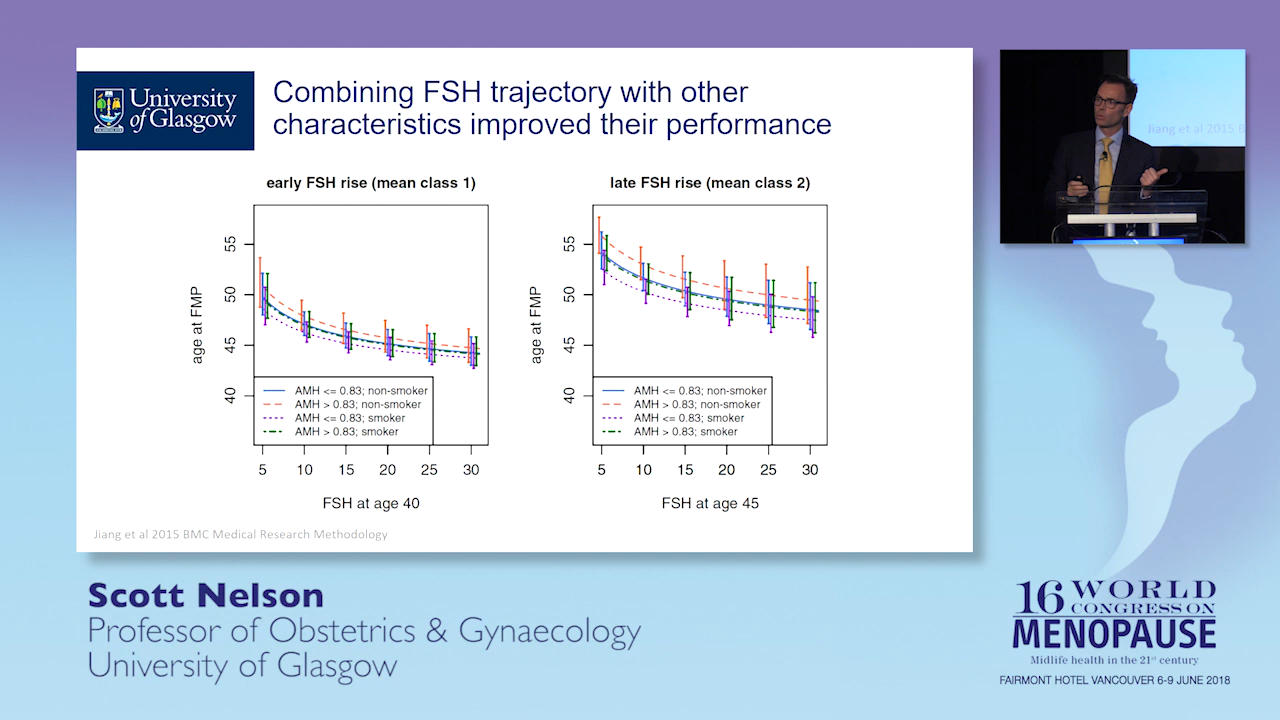 University
of Glasgow
Combining FSH trajectory with other
characteristics improved their performance
early FSH rise (mean class 1)
age at FMP
55
50
45
40
AMH <= 0.83; non-smoker
AMH > 0.83; non-smoker
AMH <= 0.83; smoker
AMH > 0.83; smoker
5 10 15 20 25 30
FSH at age 40
late FSH rise (mean class 2)
age at FMP
55
50
45
40
AMH <= 0.83; non-smoker
AMH > 0.83; non-smoker
AMH <= 0.83; smoker
AMH > 0.83; smoker
5 10 15 20 25 30
FSH at age 45
Jiang et al 2015 BMC Medical Research Methodology
Jiang et al 2015 B
Scott Nelson
Professor of Obstetrics & Gynaecology
University of Glasgow
16 WORLD
CONGRESS ON
MENOPAUSE
Midlife health in the 21st century
FAIRMONT HOTEL VANCOUVER 6-9 JUNE 2018